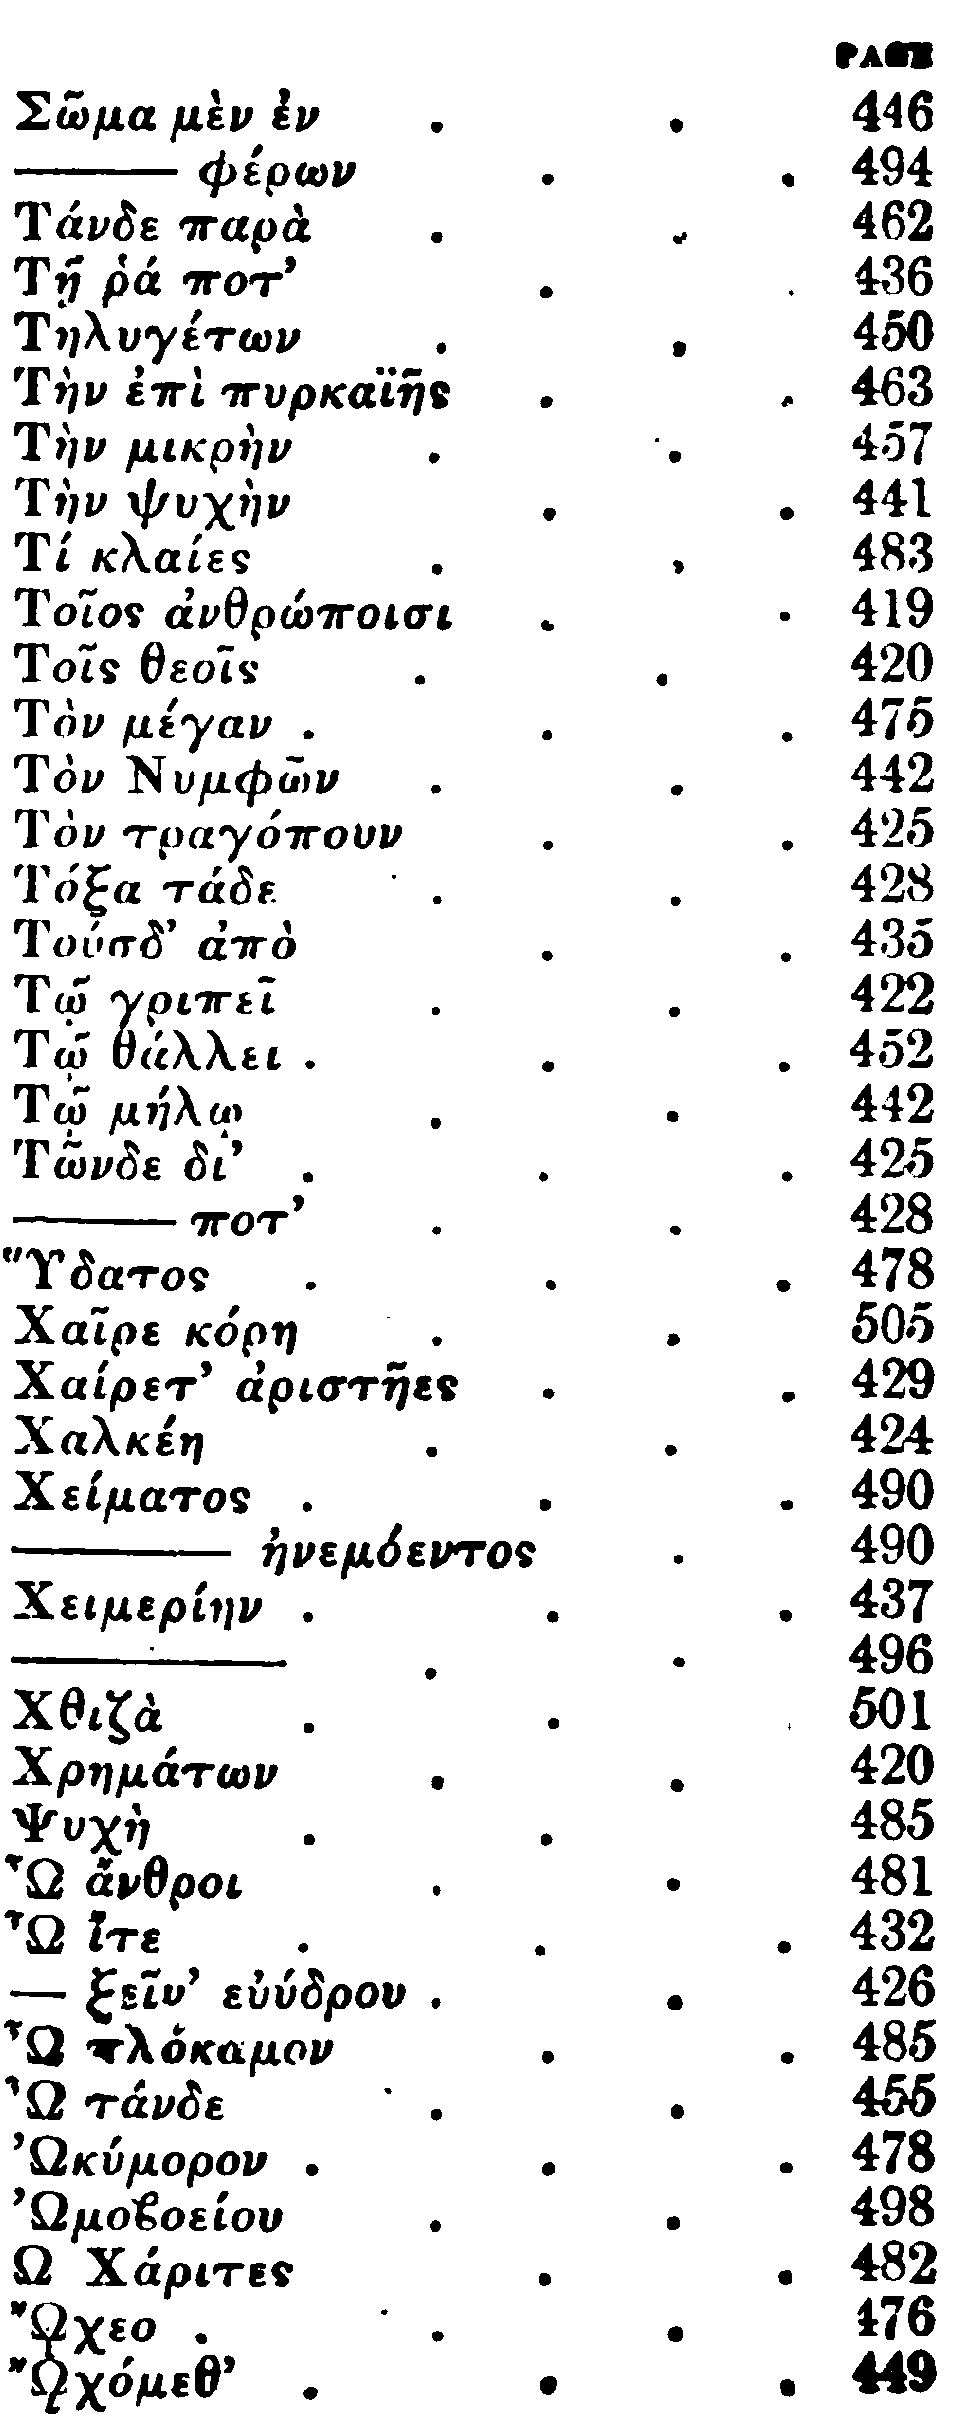 PAGE
Σῶμα μὲν ἐν . . 446
——— φέρων . . 494
Τάνδε παρὰ . . 462
Τῇ ῥά ποτ’ . . 436
Τηλυγέτων . . 450
Τὴν ἐπὶ πυρκαϊῆς . . 463
Τὴν μικρὴν . . 457
Τὴν ψυχὴν . . 441
Τί κλαίες . . 483
Τοῖος ἀνθρώποισι . . 419
Τοῖς θεοῖς . . 420
Τὸν μέγαν . . . 475
Τὸν Νυμφῶν . . 442
Τὸν τραγόπουν . . 425
Τόξα τάδε . . 428
Τούσδ’ ἀπὸ . . 435
Τῷ γριπεῖ . . 422
Τῷ θάλλει . . . 452
Τῷ μήλῳ . . 442
Τῶνδε δι’ . . . 425
——— ποτ’ . . 428
Ὕδατος . . . 478
Χαῖρε κόρη . . 505
Χαίρετ’ ἀριστῆες . . 429
Χαλκέη . . 424
Χείματος . . . 490
——— ἠνεμόεντος . 490
Χειμερίην . . . 437
——— . . 496
Χθιζὰ . . . 501
Χρημάτων . . 420
Ψυχὴ . . 485
Ὦ ἄνθροι . . 481
Ὦ ἴτε . . . 432
— ξεῖν’ εὐύδρου . . 426
Ὦ πλόκαμον . . 485
Ὢ τάνδε . . 455
Ὠκύμορον . . . 478
Ὠμοϐοείου . . 498
Ω Χάριτες . . 482
ᾬχεο . . . 476
ᾬχόμεθ’ . . . 449